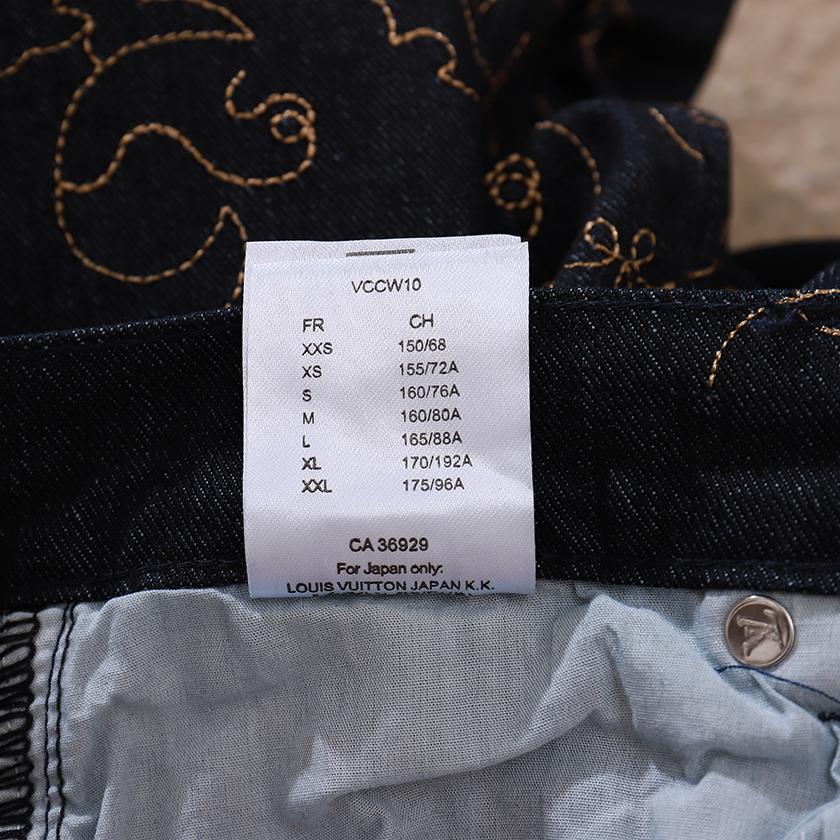 VCCW10
FR CH
XXS 150/68
XS 155/72A
S 160/76A
M 160/80A
L 165/88A
XL 170/192A
XXL 175/96A
CA 36929
For Japan only:
LOUIS VUITTON JAPAN K.K.
LV